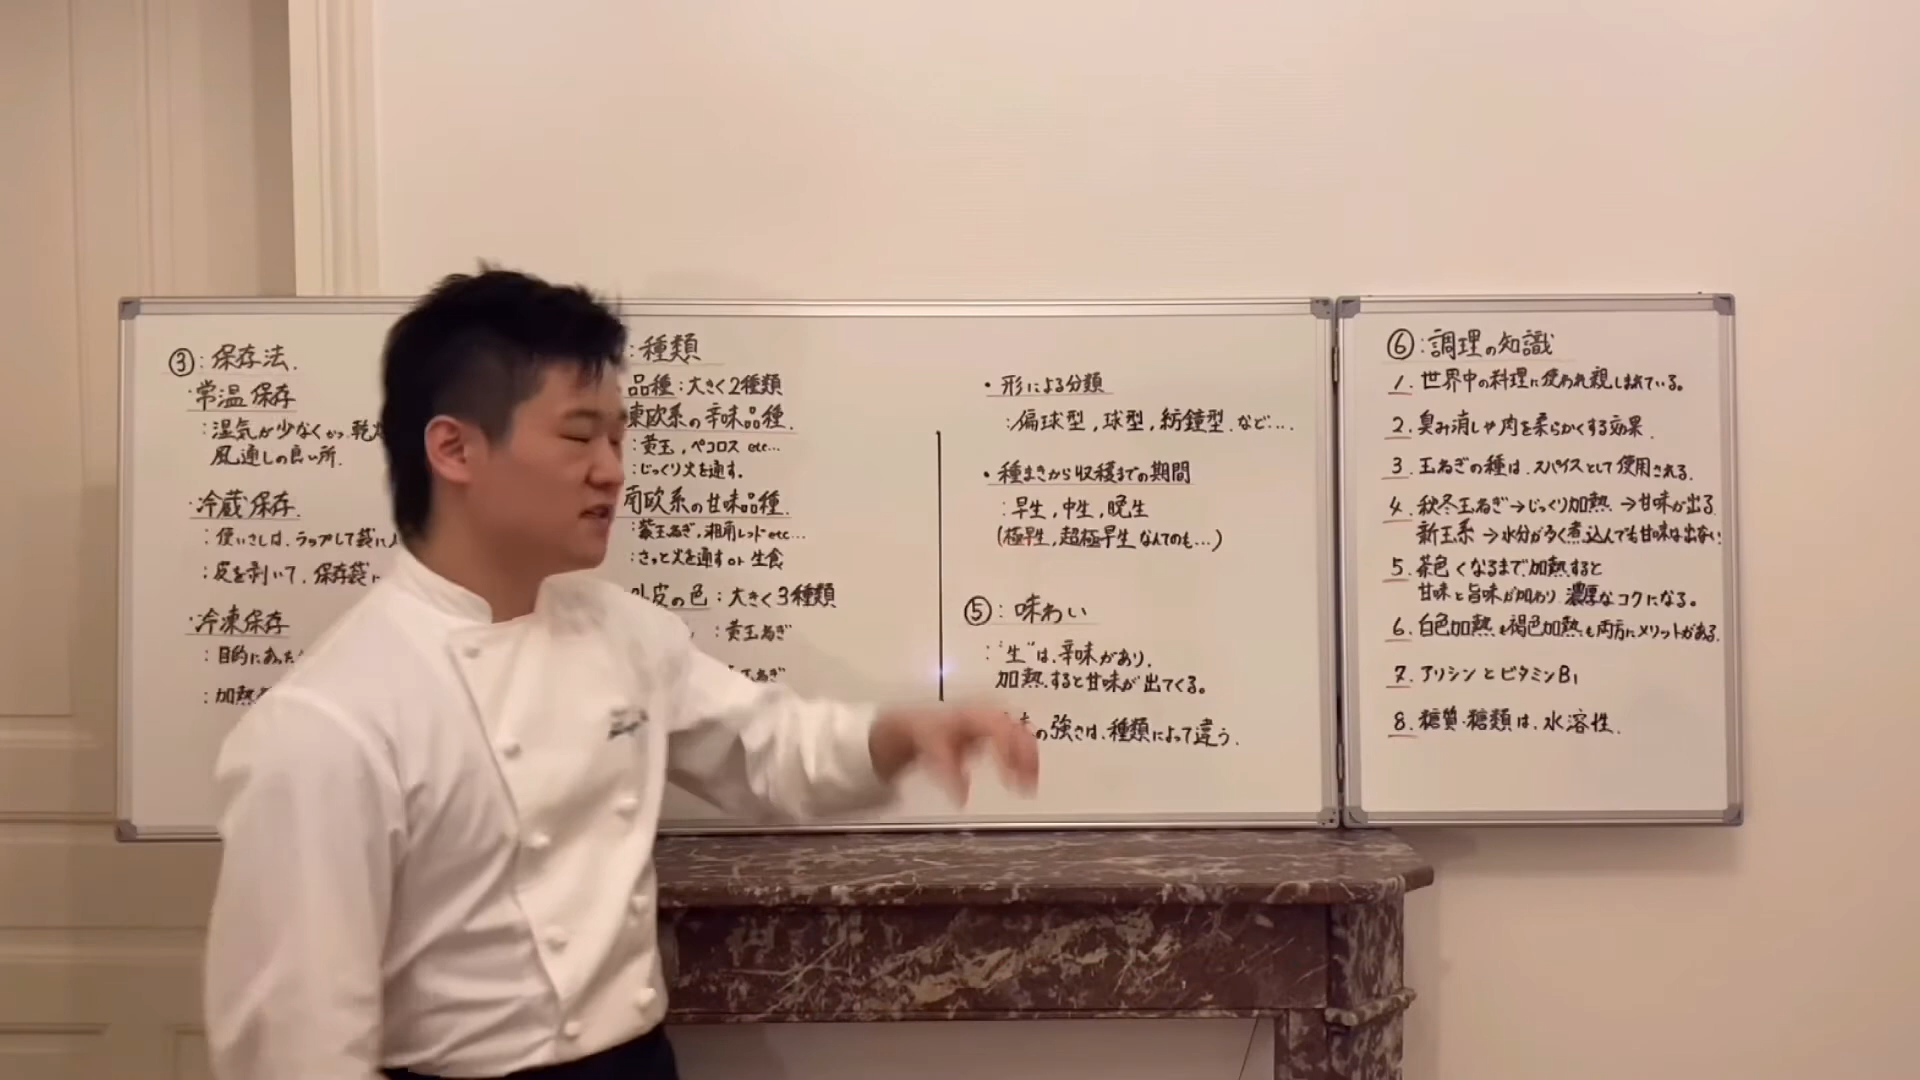 ③:保存法.
・常温保存
:湿気が少なくかつ、乾
風通しの良い所.
・冷蔵保存.
:使いさしは、ラップして袋に
:皮を剥いて、保存袋に
・冷凍保存
:目的にあった
:加熱
:種類
品種:大きく2種類
東欧系の辛味品種.
:黄玉,ペコロス etc...
:じっくり火を通す.
南欧系の甘味品種.
:紫玉ねぎ,湘南レッド etc...
:さっと火を通す or 生食
外皮の色:大きく3種類
:黄玉ねぎ
玉ねぎ
・形による分類
:偏球型,球型,紡錘型.など....
・種まきから収穫までの期間
:早生,中生,晩生
(極早生,超極早生なんてのも...)
⑤:味わい
:"生"は、辛味があり.
加熱.すると甘味が出てくる。
の強さは、種類によって違う.
⑥:調理の知識
1.世界中の料理に使われ親しまれている。
2.臭み消しや肉を柔らかくする効果.
3.玉ねぎの種は、スパイスとして使用される.
4.秋冬玉ねぎ→じっくり加熱→甘味が出る
新玉系→水分が多く煮込んでも甘味は出ない.
5.茶色くなるまで加熱すると
甘味と旨味が加わり濃厚なコクになる。
6.白色加熱も褐色加熱も両方にメリットがある.
7.アリシンとビタミンB1
8.糖質・糖類は、水溶性.